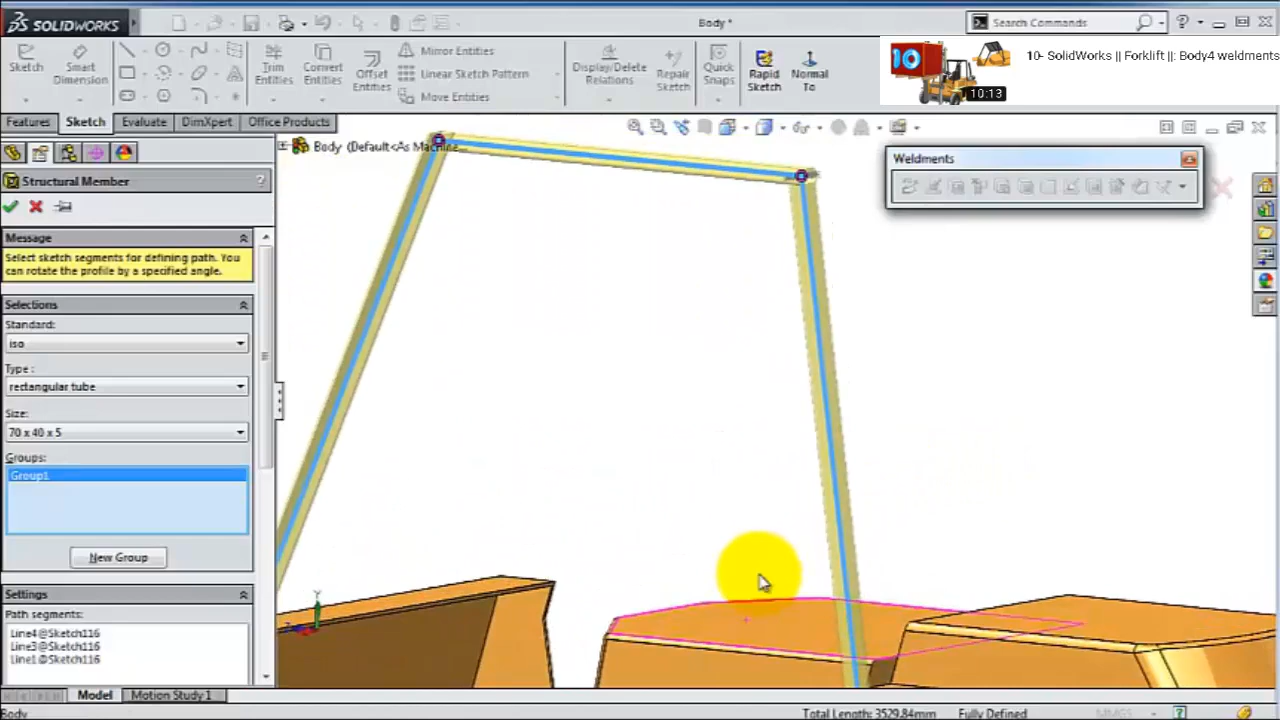 SOLIDWORKS
Body *
Search Commands
Sketch
Smart Dimension
Trim Entities
Convert Entities
Offset Entities
Mirror Entities
Linear Sketch Pattern
Move Entities
Display/Delete Relations
Repair Sketch
Quick Snaps
Rapid Sketch
Normal To
10
10- SolidWorks || Forklift ||: Body4 weldments
10:13
Features
Sketch
Evaluate
DimXpert
Office Products
Body (Default<As Machine...
Weldments
Structural Member
?
Message
Select sketch segments for defining path. You
can rotate the profile by a specified angle.
Selections
Standard:
iso
Type :
rectangular tube
Size:
70 x 40 x 5
Groups:
Group1
New Group
Settings
Path segments:
Line4@Sketch116
Line3@Sketch116
Line1@Sketch116
Y
Model
Motion Study 1
Body
Total Length: 3529.84mm
Fully Defined
MMGS